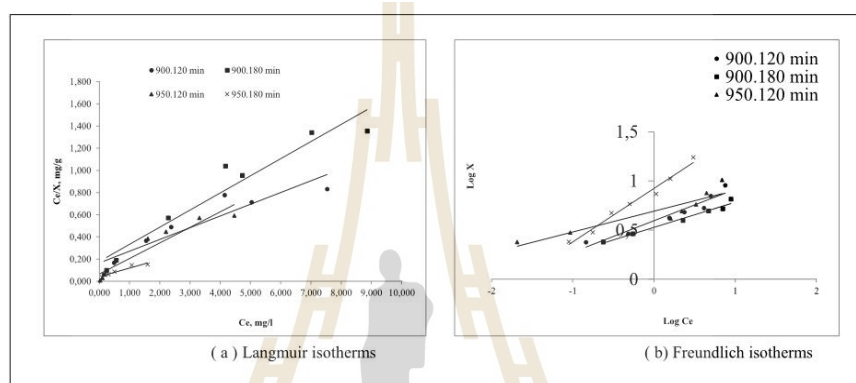 1,800
1,600
1,400
1,200
1,000
0,800
0,600
0,400
0,200
0,000
Ce/X, mg/g
900.120 min
900.180 min
950.120 min
950.180 min
0,000 1,000 2,000 3,000 4,000 5,000 6,000 7,000 8,000 9,000 10,000
Ce, mg/l
( a ) Langmuir isotherms
900.120 min
900.180 min
950.120 min
1,5
1
0,5
0
Log X
-2 -1 0 1 2
Log Ce
(b) Freundlich isotherms